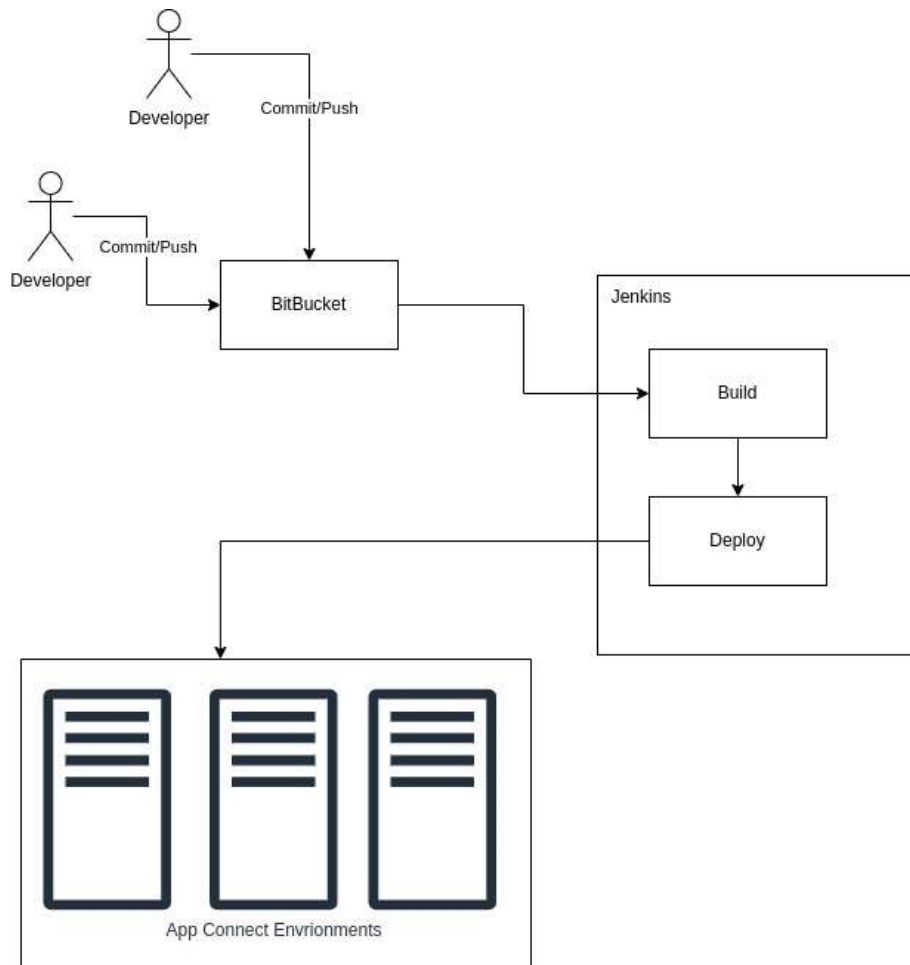 Developer
Commit/Push
Developer
Commit/Push
BitBucket
Jenkins
Build
Deploy
App Connect Envrionments